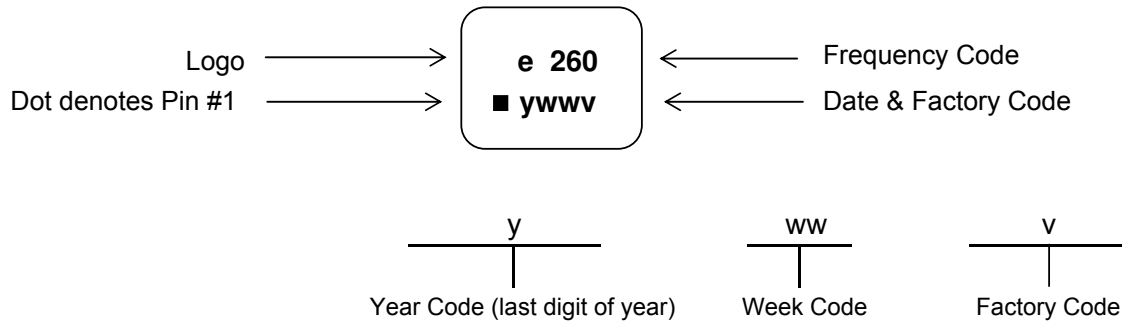 Logo e 260 Frequency Code
Dot denotes Pin #1 ywwv Date & Factory Code
y ww v
Year Code (last digit of year) Week Code Factory Code